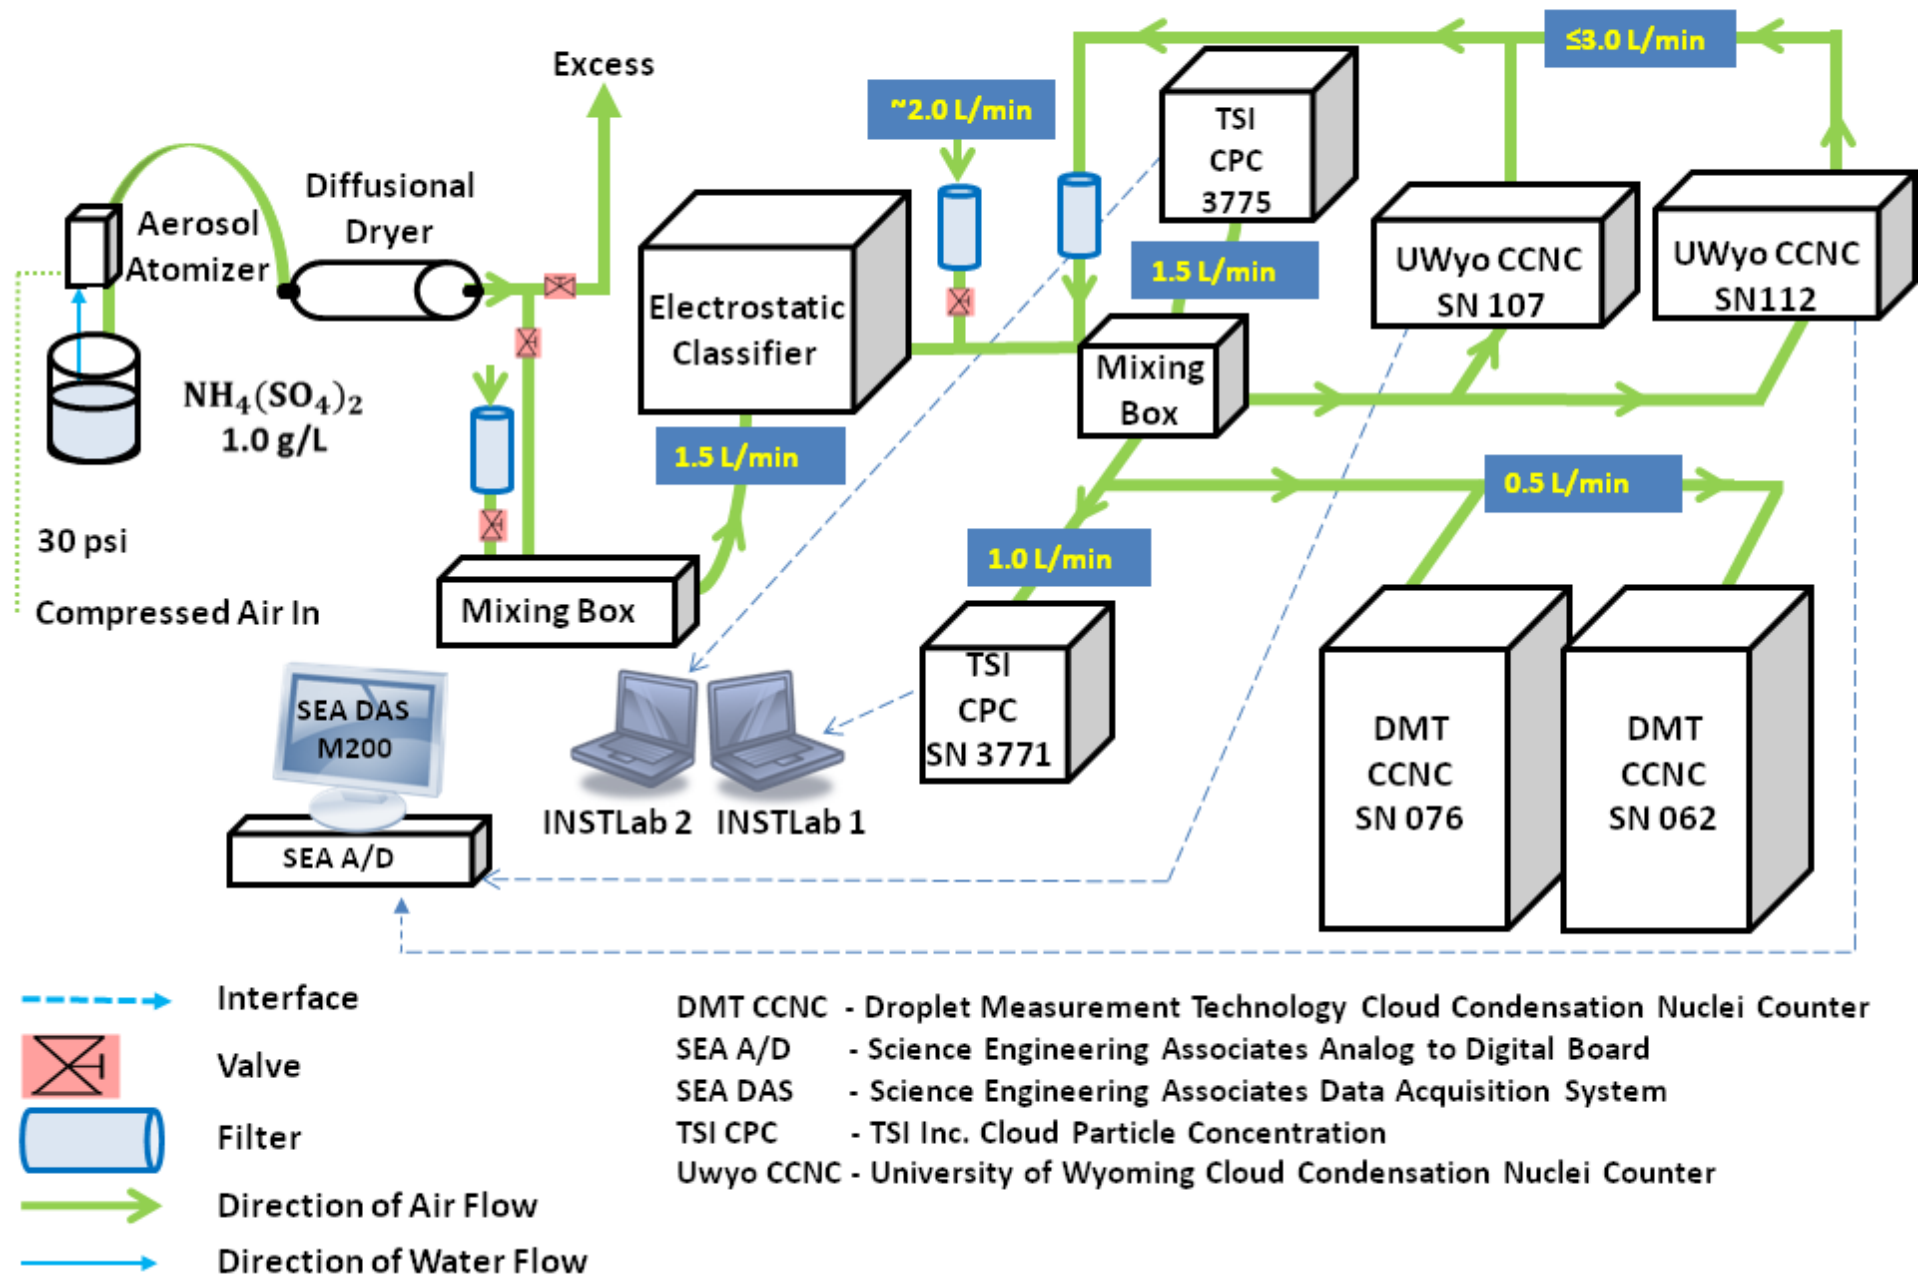 Excess
~2.0 L/min
≤3.0 L/min
TSI
CPC
3775
Diffusional
Dryer
Aerosol
Atomizer
1.5 L/min
UWyo CCNC
SN 107
UWyo CCNC
SN112
Electrostatic
Classifier
Mixing
Box
NH₄(SO₄)₂
1.0 g/L
1.5 L/min
0.5 L/min
30 psi
1.0 L/min
Compressed Air In
Mixing Box
TSI
CPC
SN 3771
SEA DAS
M200
DMT
CCNC
SN 076
DMT
CCNC
SN 062
INSTLab 2
INSTLab 1
SEA A/D
Interface
Valve
Filter
Direction of Air Flow
Direction of Water Flow
DMT CCNC - Droplet Measurement Technology Cloud Condensation Nuclei Counter
SEA A/D - Science Engineering Associates Analog to Digital Board
SEA DAS - Science Engineering Associates Data Acquisition System
TSI CPC - TSI Inc. Cloud Particle Concentration
Uwyo CCNC - University of Wyoming Cloud Condensation Nuclei Counter